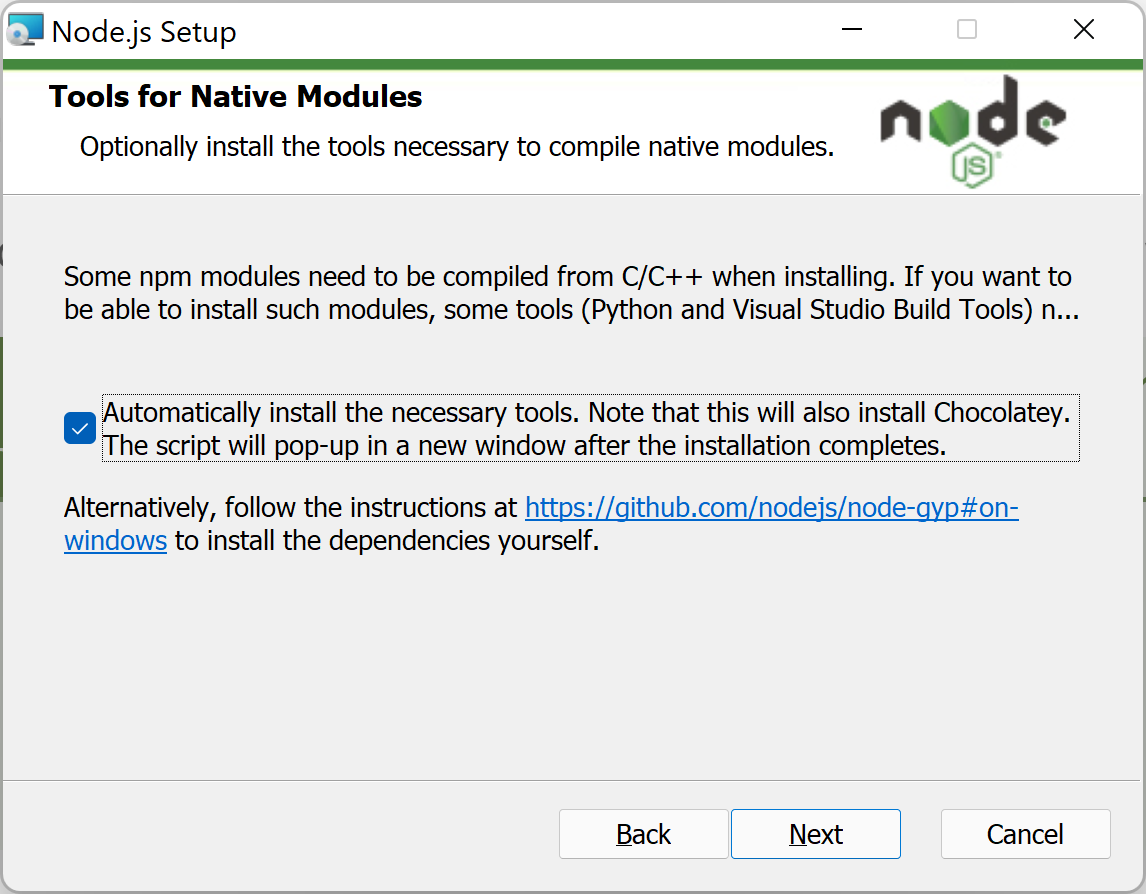 Node.js Setup
Tools for Native Modules
Optionally install the tools necessary to compile native modules.
node
JS
Some npm modules need to be compiled from C/C++ when installing. If you want to
be able to install such modules, some tools (Python and Visual Studio Build Tools) n...
Automatically install the necessary tools. Note that this will also install Chocolatey.
The script will pop-up in a new window after the installation completes.
Alternatively, follow the instructions at https://github.com/nodejs/node-gyp#on-
windows to install the dependencies yourself.
Back Next Cancel